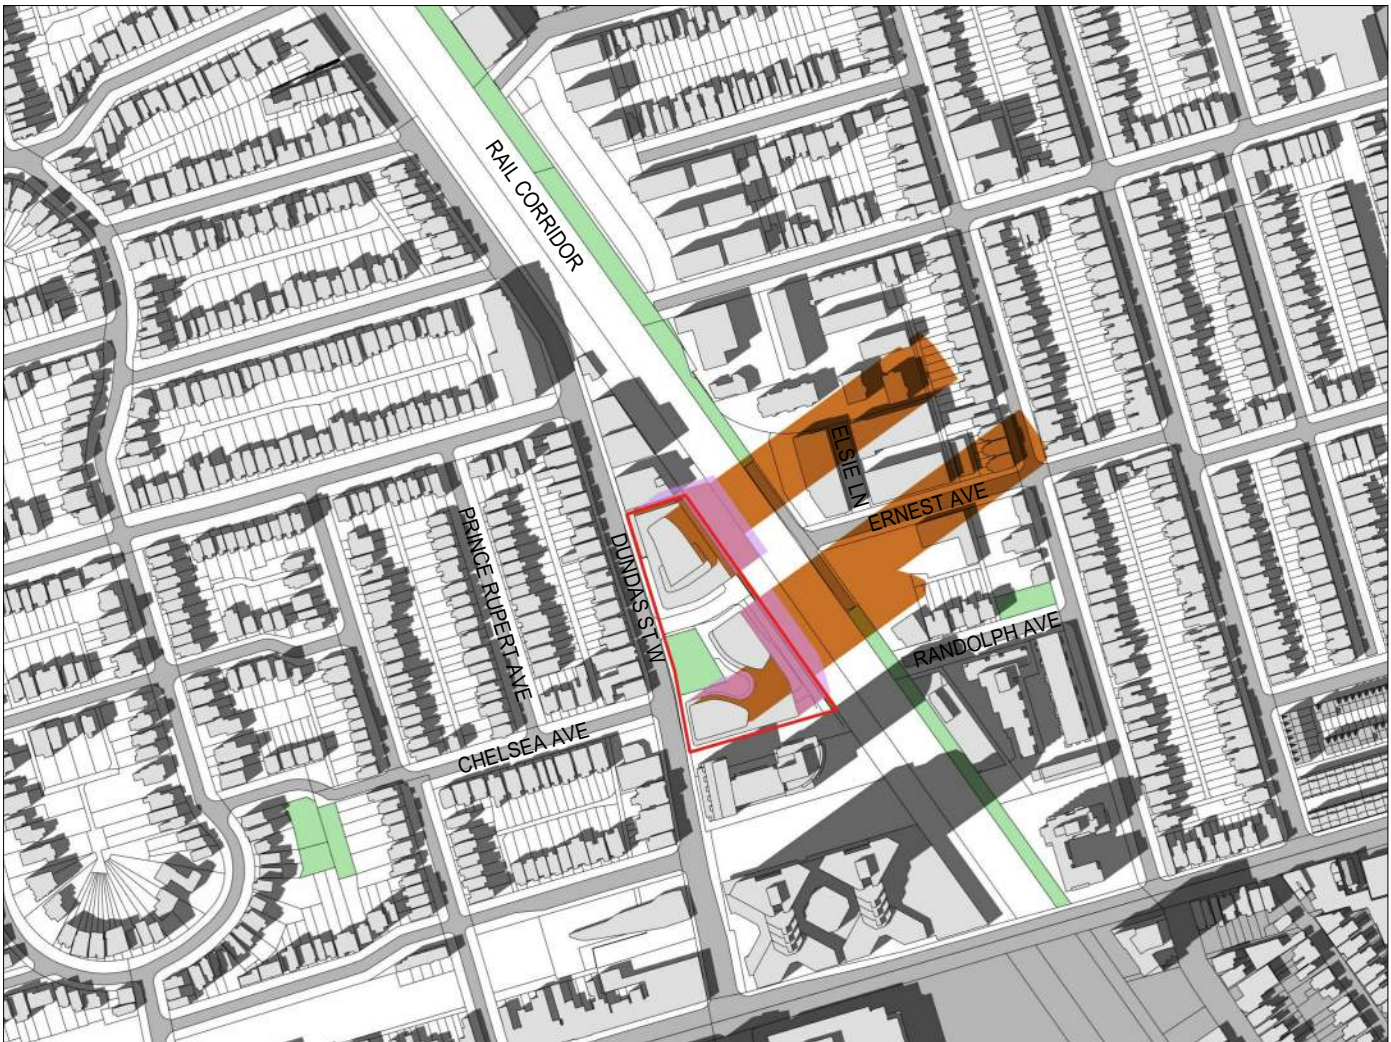 RAIL CORRIDOR
ELSIE LN
ERNEST AVE
PRINCE RUPERT AVE
DUNDAS ST W
RANDOLPH AVE
CHELSEA AVE